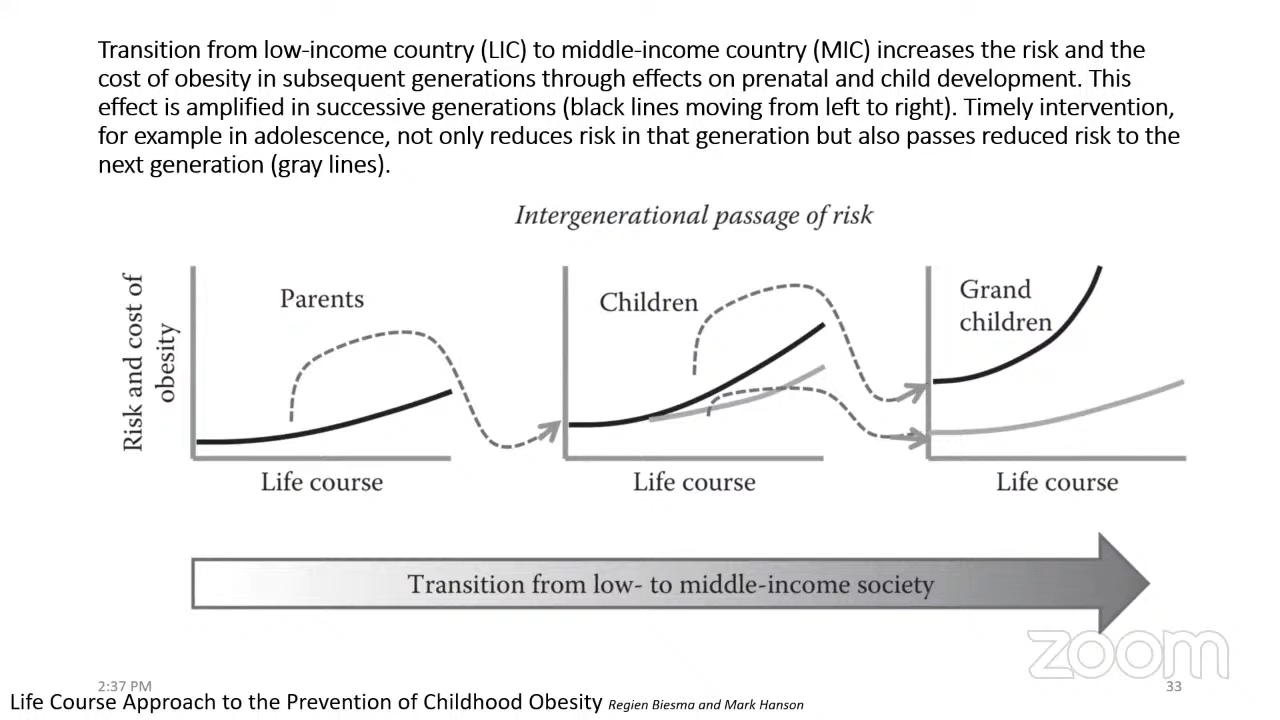 Transition from low-income country (LIC) to middle-income country (MIC) increases the risk and the
cost of obesity in subsequent generations through effects on prenatal and child development. This
effect is amplified in successive generations (black lines moving from left to right). Timely intervention,
for example in adolescence, not only reduces risk in that generation but also passes reduced risk to the
next generation (gray lines).
Intergenerational passage of risk
Risk and cost of
obesity
Parents
Children
Grand
children
Life course
Life course
Life course
Transition from low- to middle-income society
zoom
2:37 PM
33
Life Course Approach to the Prevention of Childhood Obesity Regien Biesma and Mark Hanson